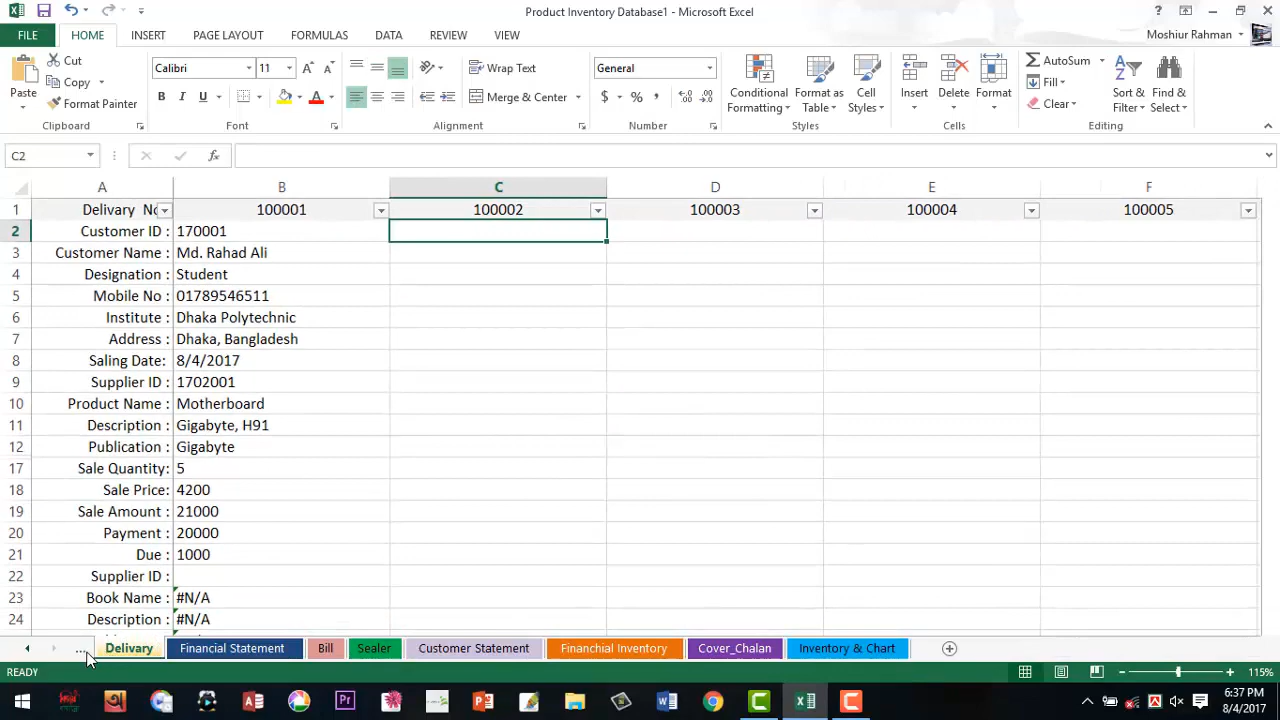 Product Inventory Database1 - Microsoft Excel
FILE HOME INSERT PAGE LAYOUT FORMULAS DATA REVIEW VIEW Moshiur Rahman
Paste Cut Copy Format Painter Clipboard
Calibri 11 B I U A Font
Wrap Text Merge & Center Alignment
General $ % , Number
Conditional Formatting Format as Table Cell Styles Styles
Insert Delete Format Cells
AutoSum Fill Clear Sort & Filter Find & Select Editing
C2 fx
A B C D E F
1 Delivery No 100001 100002 100003 100004 100005
2 Customer ID : 170001
3 Customer Name : Md. Rahad Ali
4 Designation : Student
5 Mobile No : 01789546511
6 Institute : Dhaka Polytechnic
7 Address : Dhaka, Bangladesh
8 Saling Date: 8/4/2017
9 Supplier ID : 1702001
10 Product Name : Motherboard
11 Description : Gigabyte, H91
12 Publication : Gigabyte
17 Sale Quantity: 5
18 Sale Price: 4200
19 Sale Amount : 21000
20 Payment : 20000
21 Due : 1000
22 Supplier ID :
23 Book Name : #N/A
24 Description : #N/A
... Delivery Financial Statement Bill Sealer Customer Statement Financhial Inventory Cover_Chalan Inventory & Chart
READY 115%
6:37 PM
8/4/2017